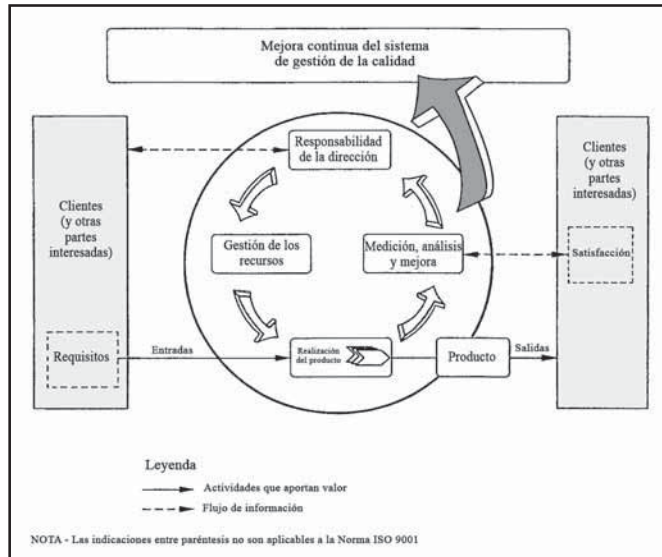 Mejora continua del sistema
de gestión de la calidad
Responsabilidad
de la dirección
Clientes
(y otras
partes
interesadas)
Clientes
(y otras
partes
interesadas)
Gestión de los
recursos
Medición, análisis
y mejora
Satisfacción
Requisitos
Entradas
Realización
del producto
Producto
Salidas
Leyenda
Actividades que aportan valor
Flujo de información
NOTA - Las indicaciones entre paréntesis no son aplicables a la Norma ISO 9001